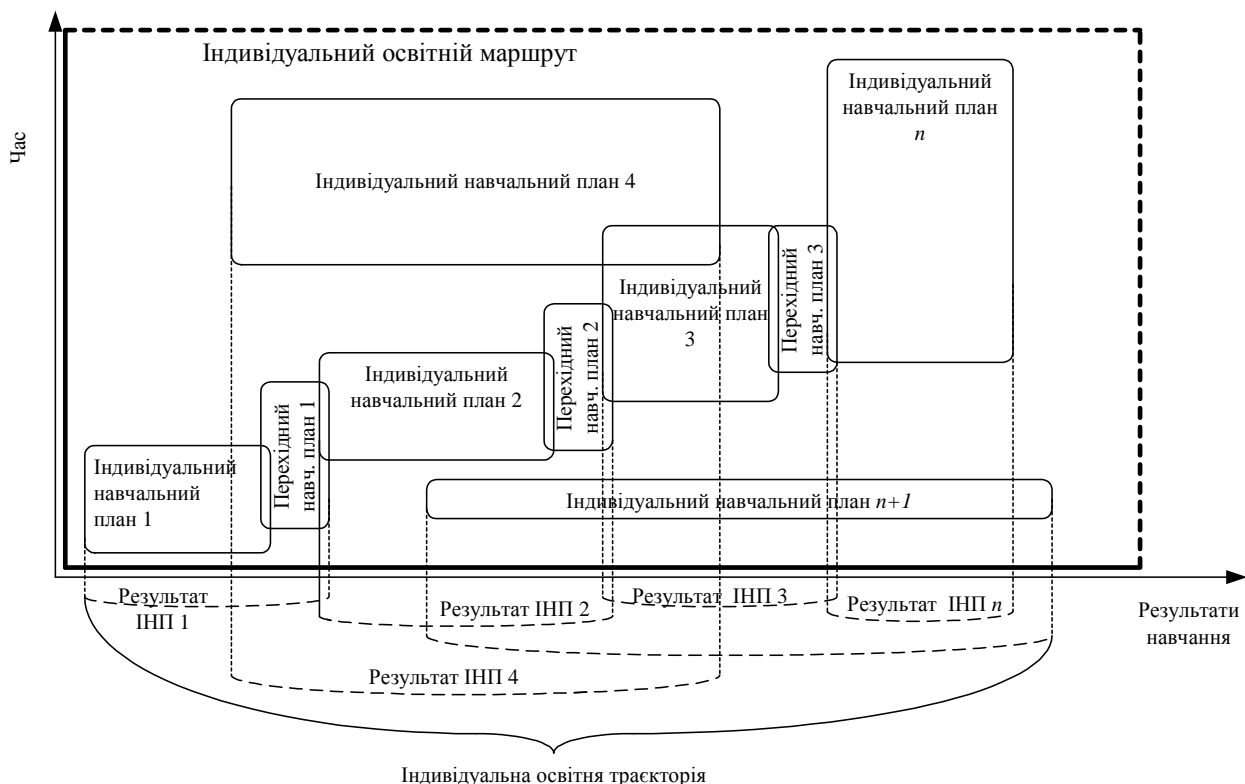 Індивідуальний освітній маршрут
Час
Індивідуальний
навчальний план
n
Індивідуальний навчальний план 4
Індивідуальний
навчальний план
3
Перехідний
навч. план 3
Перехідний
навч. план 2
Індивідуальний
навчальний план 2
Перехідний
навч. план 1
Індивідуальний
навчальний
план 1
Індивідуальний навчальний план n+1
Результат
ІНП 1
Результат ІНП 2
Результат ІНП 3
Результат ІНП n
Результати
навчання
Результат ІНП 4
Індивідуальна освітня траєкторія